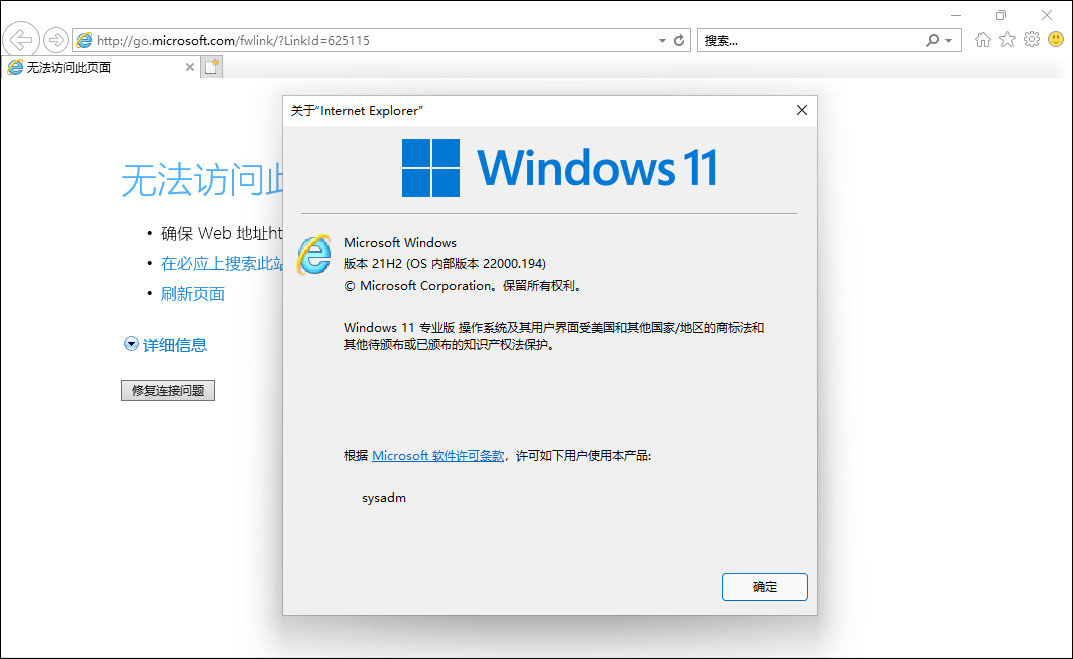 http://go.microsoft.com/fwlink/?LinkId=625115
搜索...
无法访问此页面
关于“Internet Explorer”
Windows 11
无法访问此
确保 Web 地址ht
在必应上搜索此站
刷新页面
详细信息
修复连接问题
Microsoft Windows
版本 21H2 (OS 内部版本 22000.194)
© Microsoft Corporation。保留所有权利。
Windows 11 专业版 操作系统及其用户界面受美国和其他国家/地区的商标法和
其他待颁布或已颁布的知识产权法保护。
根据 Microsoft 软件许可条款，许可如下用户使用本产品:
sysadm
确定